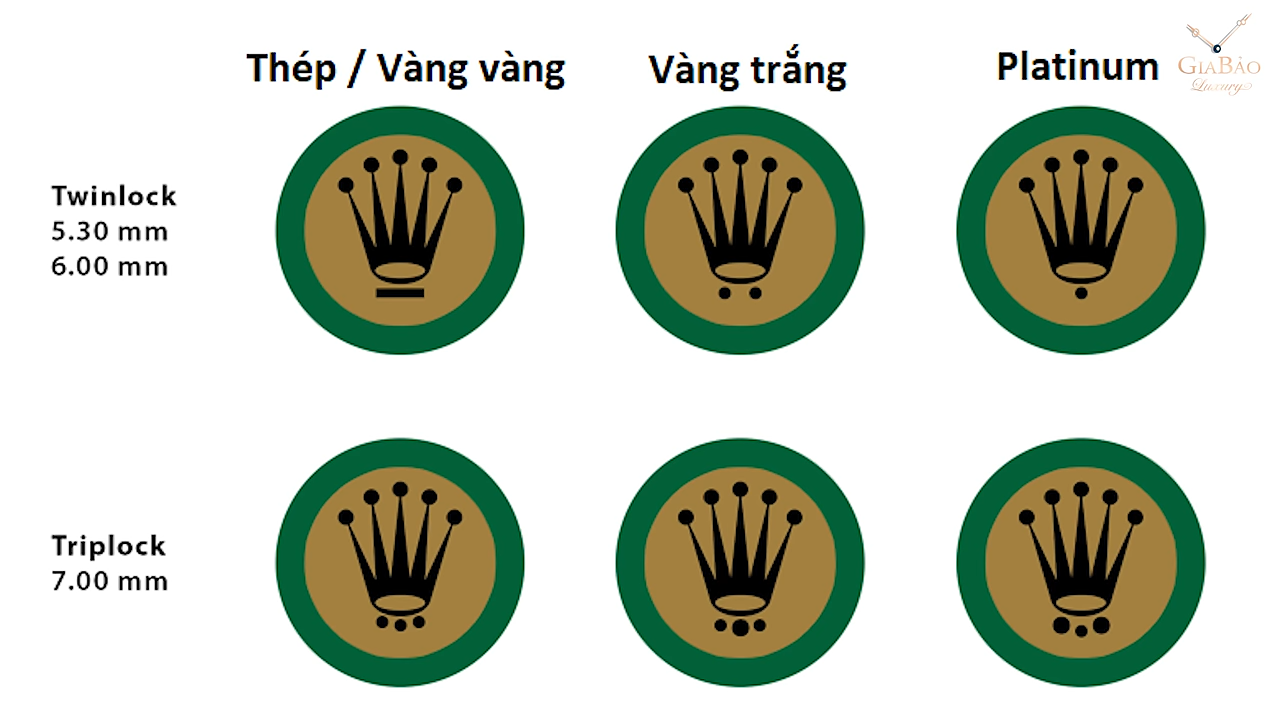 Thép / Vàng vàng
Vàng trắng
Platinum
GIABẢO
Luxury
Twinlock
5.30 mm
6.00 mm
Triplock
7.00 mm